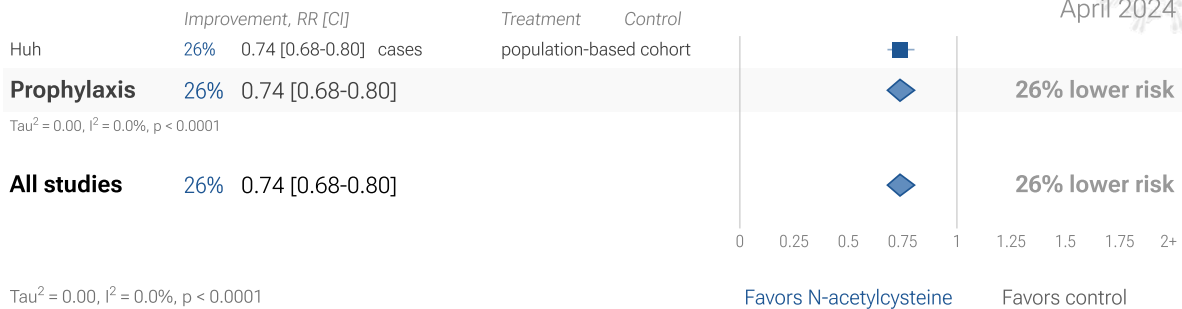 April 2024
Improvement, RR [CI] Treatment Control
Huh 26% 0.74 [0.68-0.80] cases population-based cohort
Prophylaxis 26% 0.74 [0.68-0.80] 26% lower risk
Tau² = 0.00, I² = 0.0%, p < 0.0001
All studies 26% 0.74 [0.68-0.80] 26% lower risk
0 0.25 0.5 0.75 1 1.25 1.5 1.75 2+
Tau² = 0.00, I² = 0.0%, p < 0.0001 Favors N-acetylcysteine Favors control